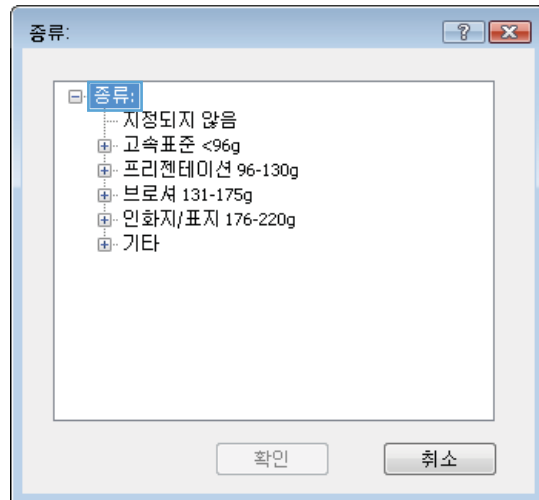 종류:
종류:
지정되지 않음
고속표준 <96g
프리젠테이션 96-130g
브로셔 131-175g
인화지/표지 176-220g
기타
확인 취소